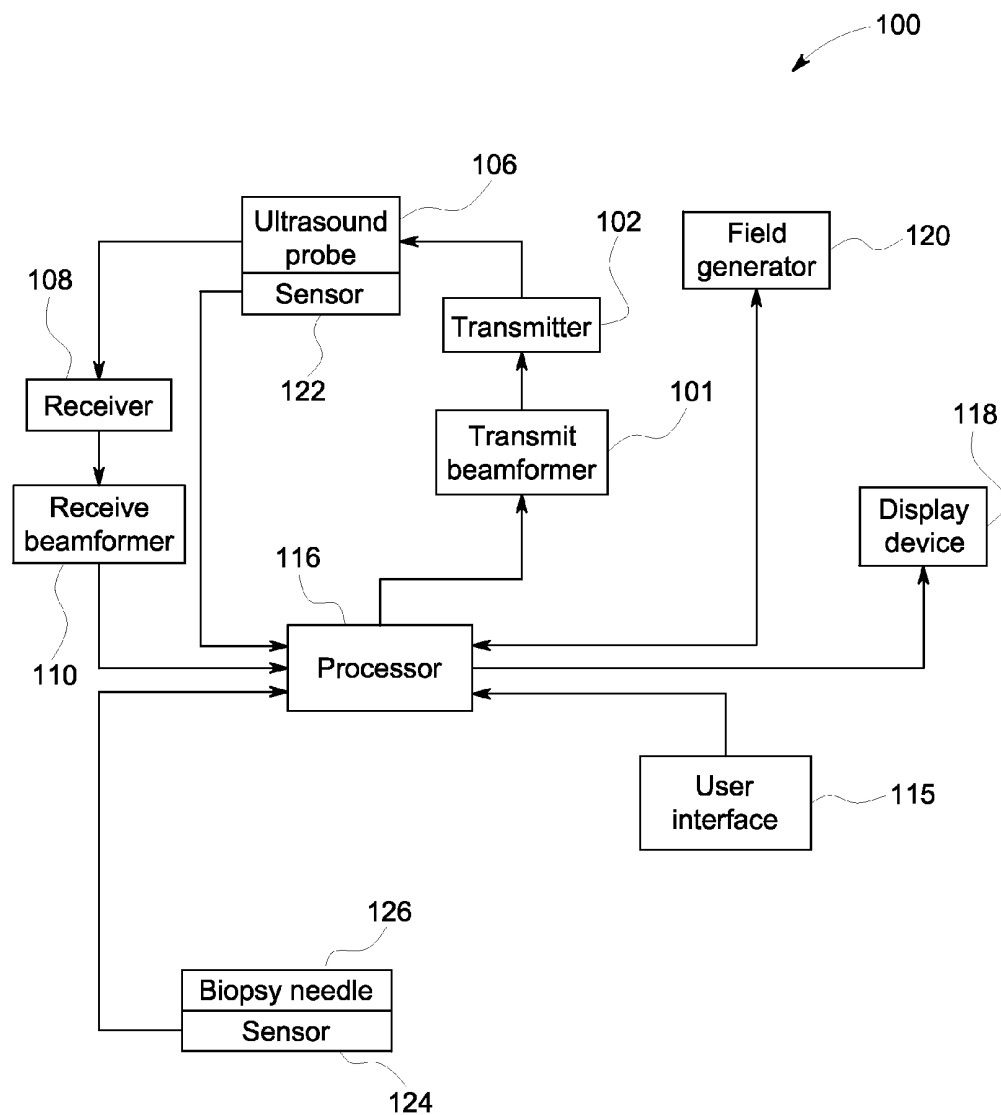 100
106
Ultrasound
probe
Sensor
122
102
Transmitter
Field
generator
120
108
Receiver
101
Transmit
beamformer
118
Display
device
Receive
beamformer
110
116
Processor
User
interface
115
126
Biopsy needle
Sensor
124